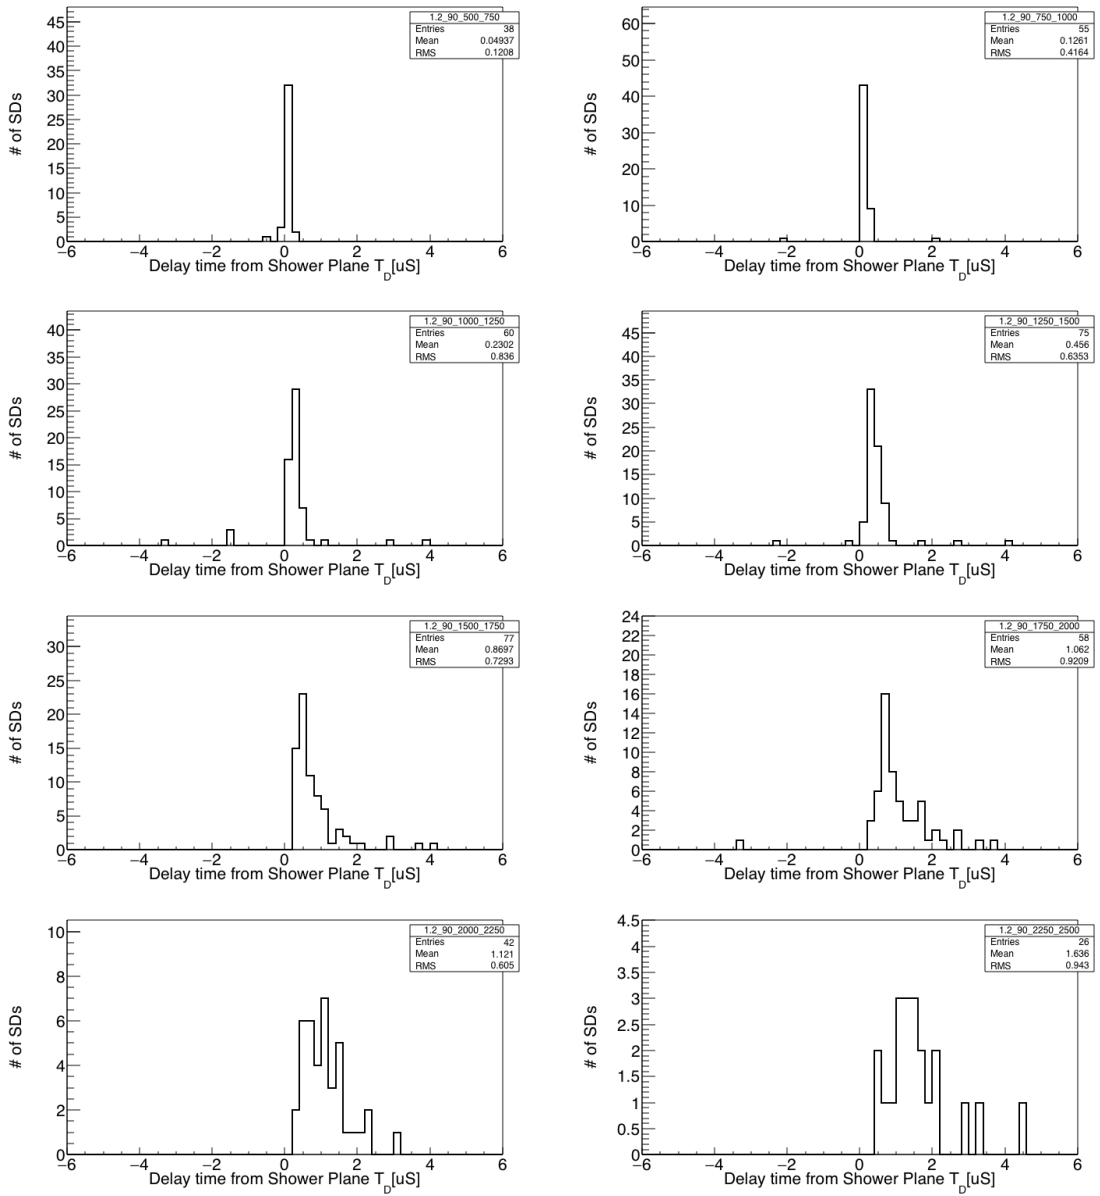 1.2_90_500_750
Entries 38
Mean 0.04937
RMS 0.1208
# of SDs
45
40
35
30
25
20
15
10
5
0
−6 −4 −2 0 2 4 6
Delay time from Shower Plane T_D[uS]
1.2_90_750_1000
Entries 55
Mean 0.1261
RMS 0.4164
# of SDs
60
50
40
30
20
10
0
−6 −4 −2 0 2 4 6
Delay time from Shower Plane T_D[uS]
1.2_90_1000_1250
Entries 60
Mean 0.2302
RMS 0.836
# of SDs
40
35
30
25
20
15
10
5
0
−6 −4 −2 0 2 4 6
Delay time from Shower Plane T_D[uS]
1.2_90_1250_1500
Entries 75
Mean 0.456
RMS 0.6353
# of SDs
45
40
35
30
25
20
15
10
5
0
−6 −4 −2 0 2 4 6
Delay time from Shower Plane T_D[uS]
1.2_90_1500_1750
Entries 77
Mean 0.8697
RMS 0.7293
# of SDs
30
25
20
15
10
5
0
−6 −4 −2 0 2 4 6
Delay time from Shower Plane T_D[uS]
1.2_90_1750_2000
Entries 58
Mean 1.062
RMS 0.9209
# of SDs
24
22
20
18
16
14
12
10
8
6
4
2
0
−6 −4 −2 0 2 4 6
Delay time from Shower Plane T_D[uS]
1.2_90_2000_2250
Entries 42
Mean 1.121
RMS 0.605
# of SDs
10
8
6
4
2
0
−6 −4 −2 0 2 4 6
Delay time from Shower Plane T_D[uS]
1.2_90_2250_2500
Entries 26
Mean 1.636
RMS 0.943
# of SDs
4.5
4
3.5
3
2.5
2
1.5
1
0.5
0
−6 −4 −2 0 2 4 6
Delay time from Shower Plane T_D[uS]